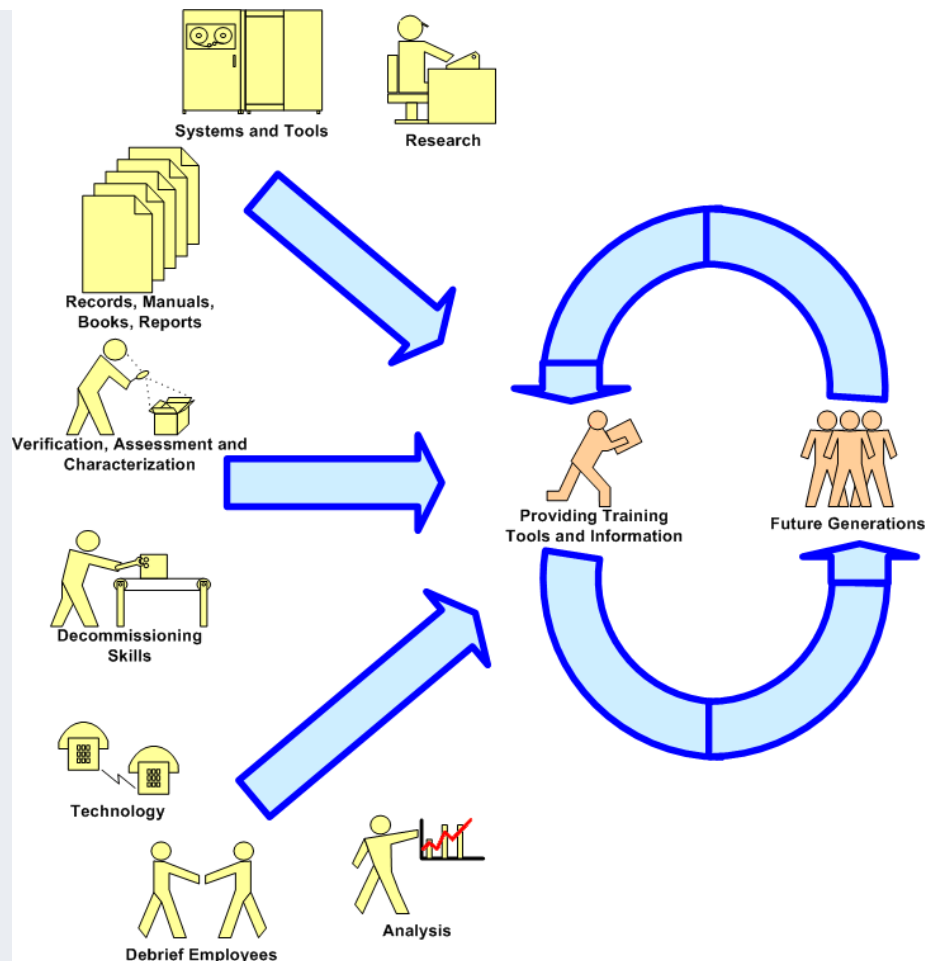 Systems and Tools
Research
Records, Manuals,
Books, Reports
Verification, Assessment and
Characterization
Providing Training
Tools and Information
Future Generations
Decommissioning
Skills
Technology
Analysis
Debrief Employees